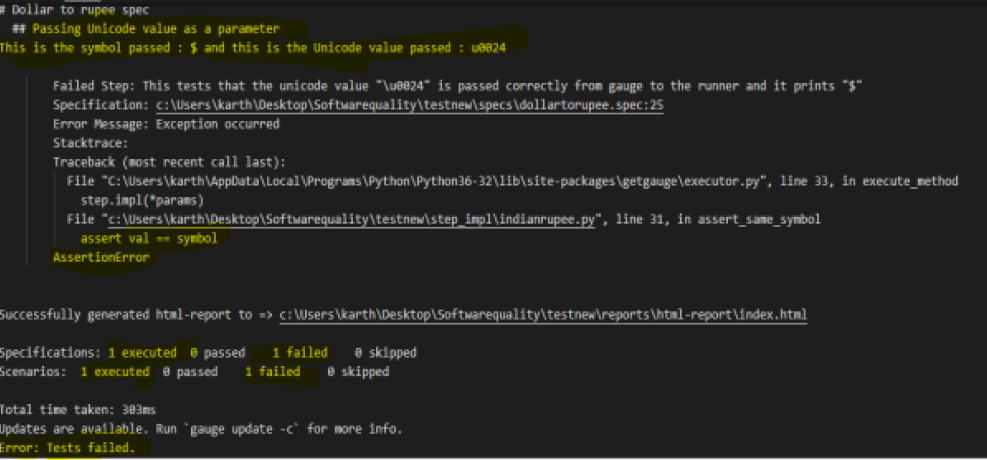 # Dollar to rupee spec
## Passing Unicode value as a parameter
This is the symbol passed : $ and this is the Unicode value passed : u0024
Failed Step: This tests that the unicode value "\u0024" is passed correctly from gauge to the runner and it prints "$"
Specification: c:\Users\karth\Desktop\Softwarequality\testnew\specs\dollartorupee.spec:25
Error Message: Exception occurred
Stacktrace:
Traceback (most recent call last):
File "C:\Users\karth\AppData\Local\Programs\Python\Python36-32\lib\site-packages\getgauge\executor.py", line 33, in execute_method
step.impl(*params)
File "c:\Users\karth\Desktop\Softwarequality\testnew\step_impl\indianrupee.py", line 31, in assert_same_symbol
assert val == symbol
AssertionError
Successfully generated html-report to => c:\Users\karth\Desktop\Softwarequality\testnew\reports\html-report\index.html
Specifications: 1 executed 0 passed 1 failed 0 skipped
Scenarios: 1 executed 0 passed 1 failed 0 skipped
Total time taken: 303ms
Updates are available. Run `gauge update -c` for more info.
Error: Tests failed.